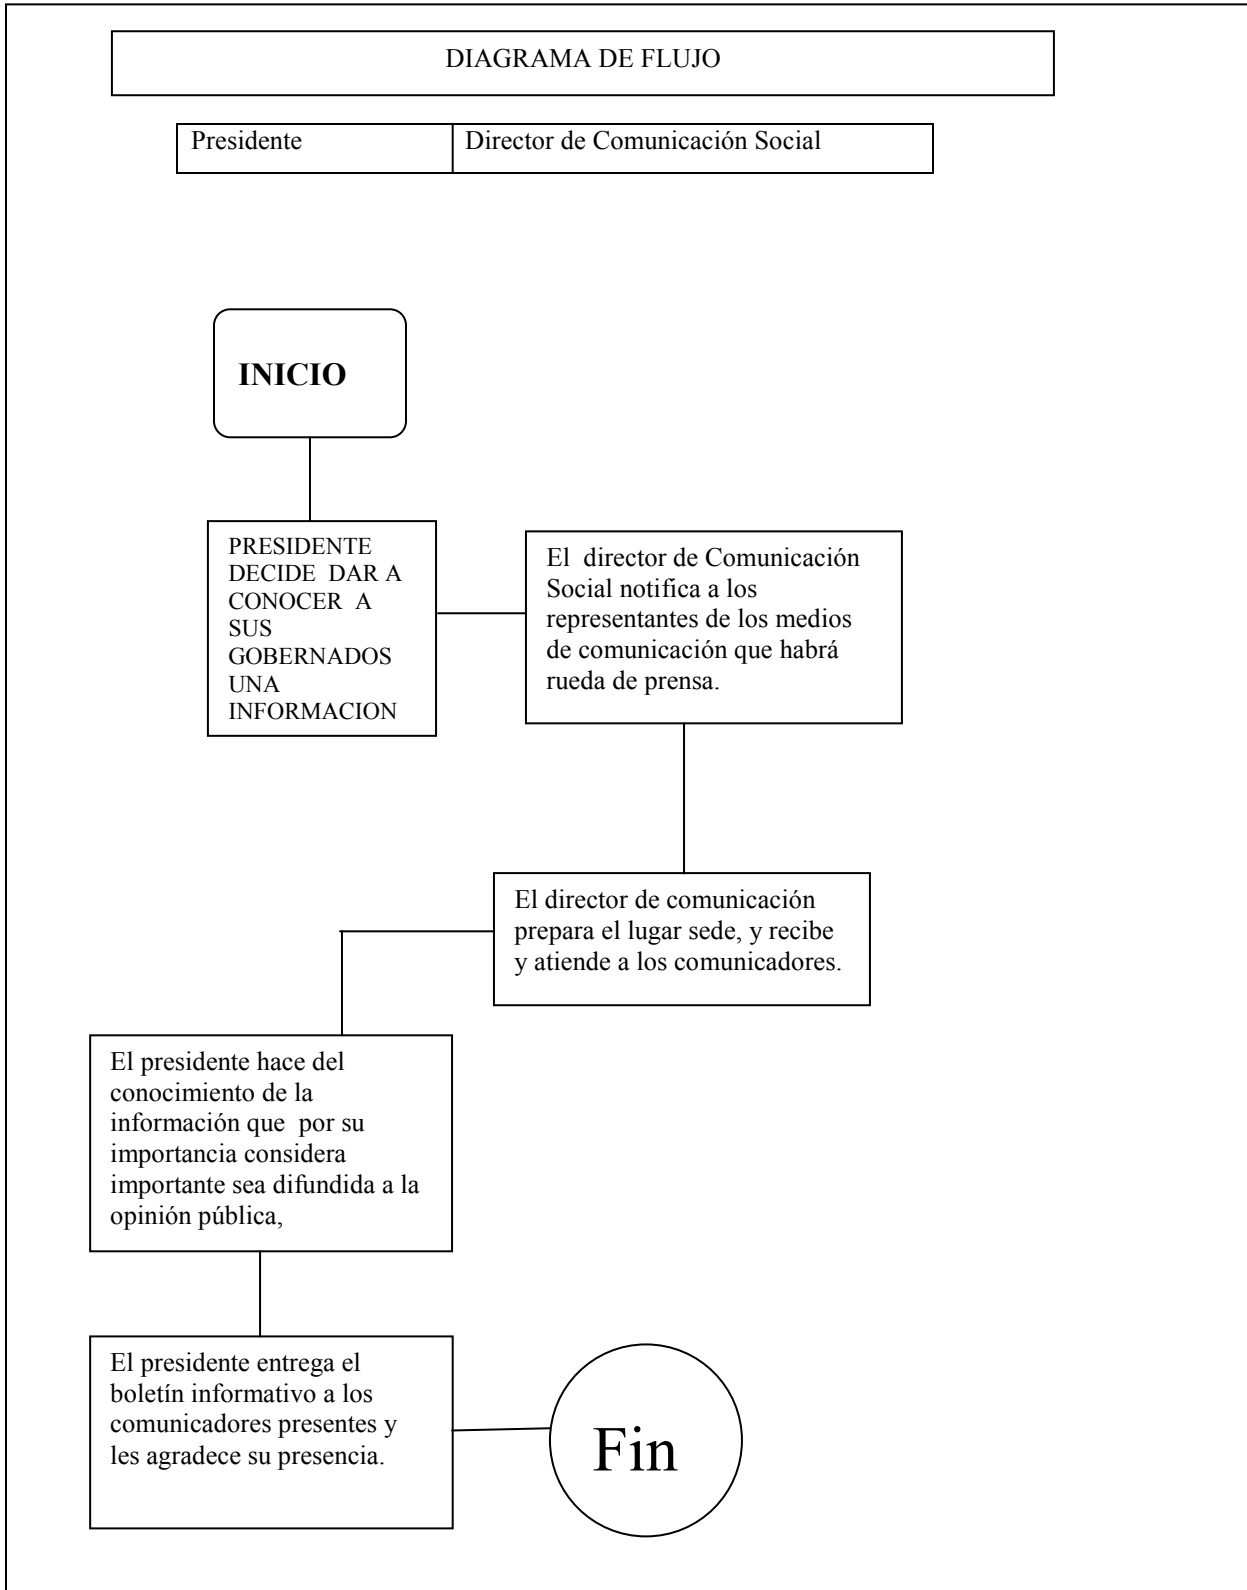 DIAGRAMA DE FLUJO
Presidente
Director de Comunicación Social
INICIO
PRESIDENTE
DECIDE DAR A
CONOCER A
SUS
GOBERNADOS
UNA
INFORMACION
El director de Comunicación
Social notifica a los
representantes de los medios
de comunicación que habrá
rueda de prensa.
El director de comunicación
prepara el lugar sede, y recibe
y atiende a los comunicadores.
El presidente hace del
conocimiento de la
información que por su
importancia considera
importante sea difundida a la
opinión pública,
El presidente entrega el
boletín informativo a los
comunicadores presentes y
les agradece su presencia.
Fin